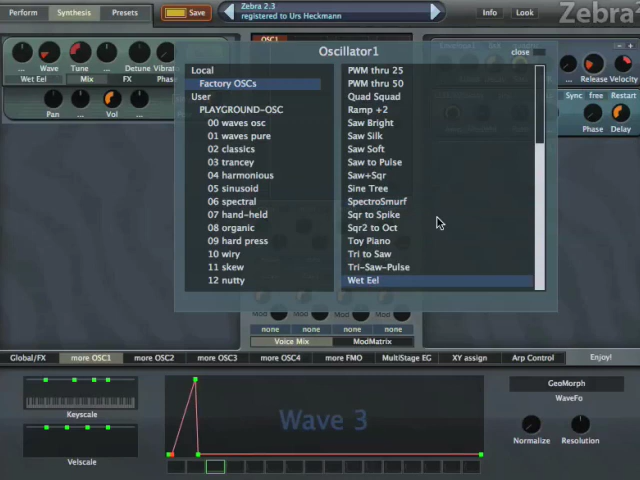 Perform Synthesis Presets Save
Zebra 2.3
registered to Urs Heckmann
Info Look Zebra2
OSC1
Oscillator1
close
... Wave Tune ... Detune Vibrato
Wet Eel Mix FX
Pan ... Vol ...
Local
Factory OSCs
User
PLAYGROUND-OSC
00 waves osc
01 waves pure
02 classics
03 trancey
04 harmonious
05 sinusoid
06 spectral
07 hand-held
08 organic
09 hard press
10 wiry
11 skew
12 nutty
PWM thru 25
PWM thru 50
Quad Squad
Ramp +2
Saw Bright
Saw Silk
Saw Soft
Saw to Pulse
Saw+Sqr
Sine Tree
SpectroSmurf
Sqr to Spike
Sqr2 to Oct
Toy Piano
Tri to Saw
Tri-Saw-Pulse
Wet Eel
... Release Velocity
Sync free Restart
Phase Delay
Mod Mod Mod Mod
none none none none
Voice Mix ModMatrix
Global/FX more OSC1 more OSC2 more OSC3 more OSC4 more FMO MultiStage EG XY assign Arp Control Enjoy!
Keyscale
Velscale
Wave 3
GeoMorph
WaveFo
Normalize Resolution